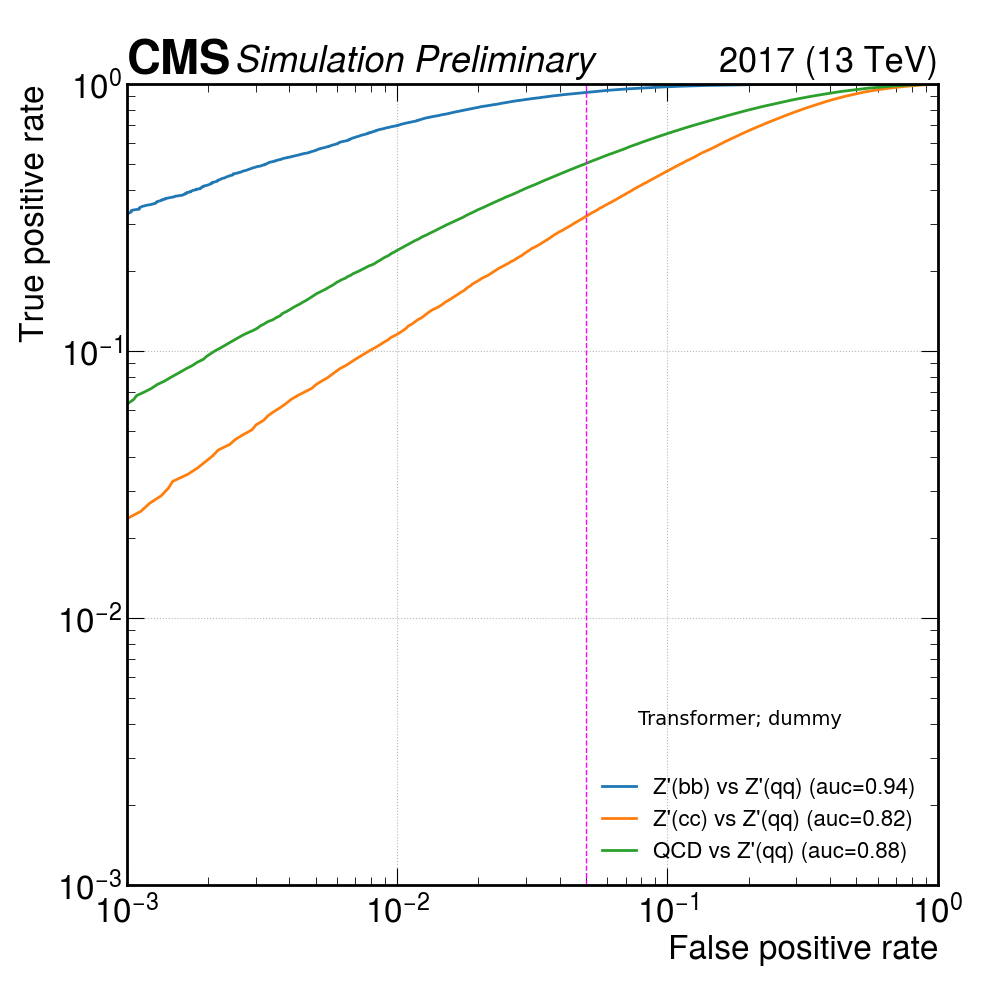 CMS Simulation Preliminary 2017 (13 TeV)
True positive rate
10⁰
10⁻¹
10⁻²
10⁻³
Transformer; dummy
Z'(bb) vs Z'(qq) (auc=0.94)
Z'(cc) vs Z'(qq) (auc=0.82)
QCD vs Z'(qq) (auc=0.88)
10⁻³ 10⁻² 10⁻¹ 10⁰
False positive rate